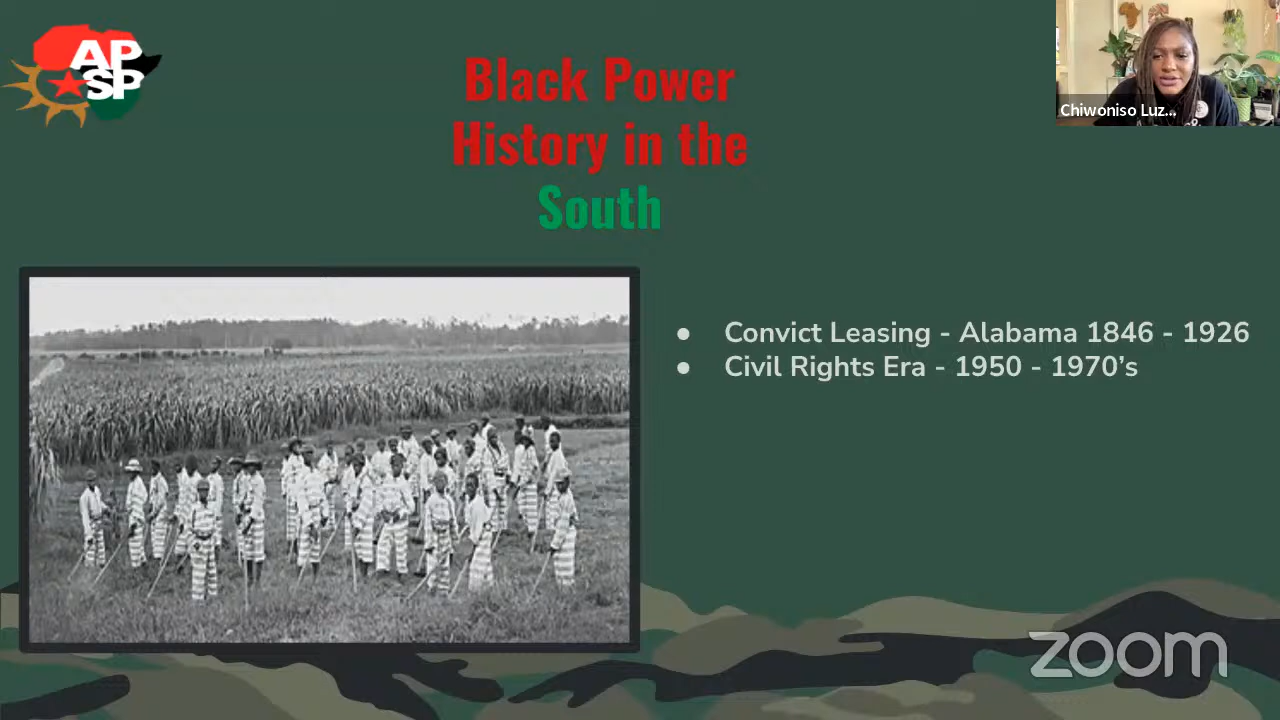 AP
SP
Black Power
History in the
South
Chiwoniso Luz...
● Convict Leasing - Alabama 1846 - 1926
● Civil Rights Era - 1950 - 1970’s
zoom